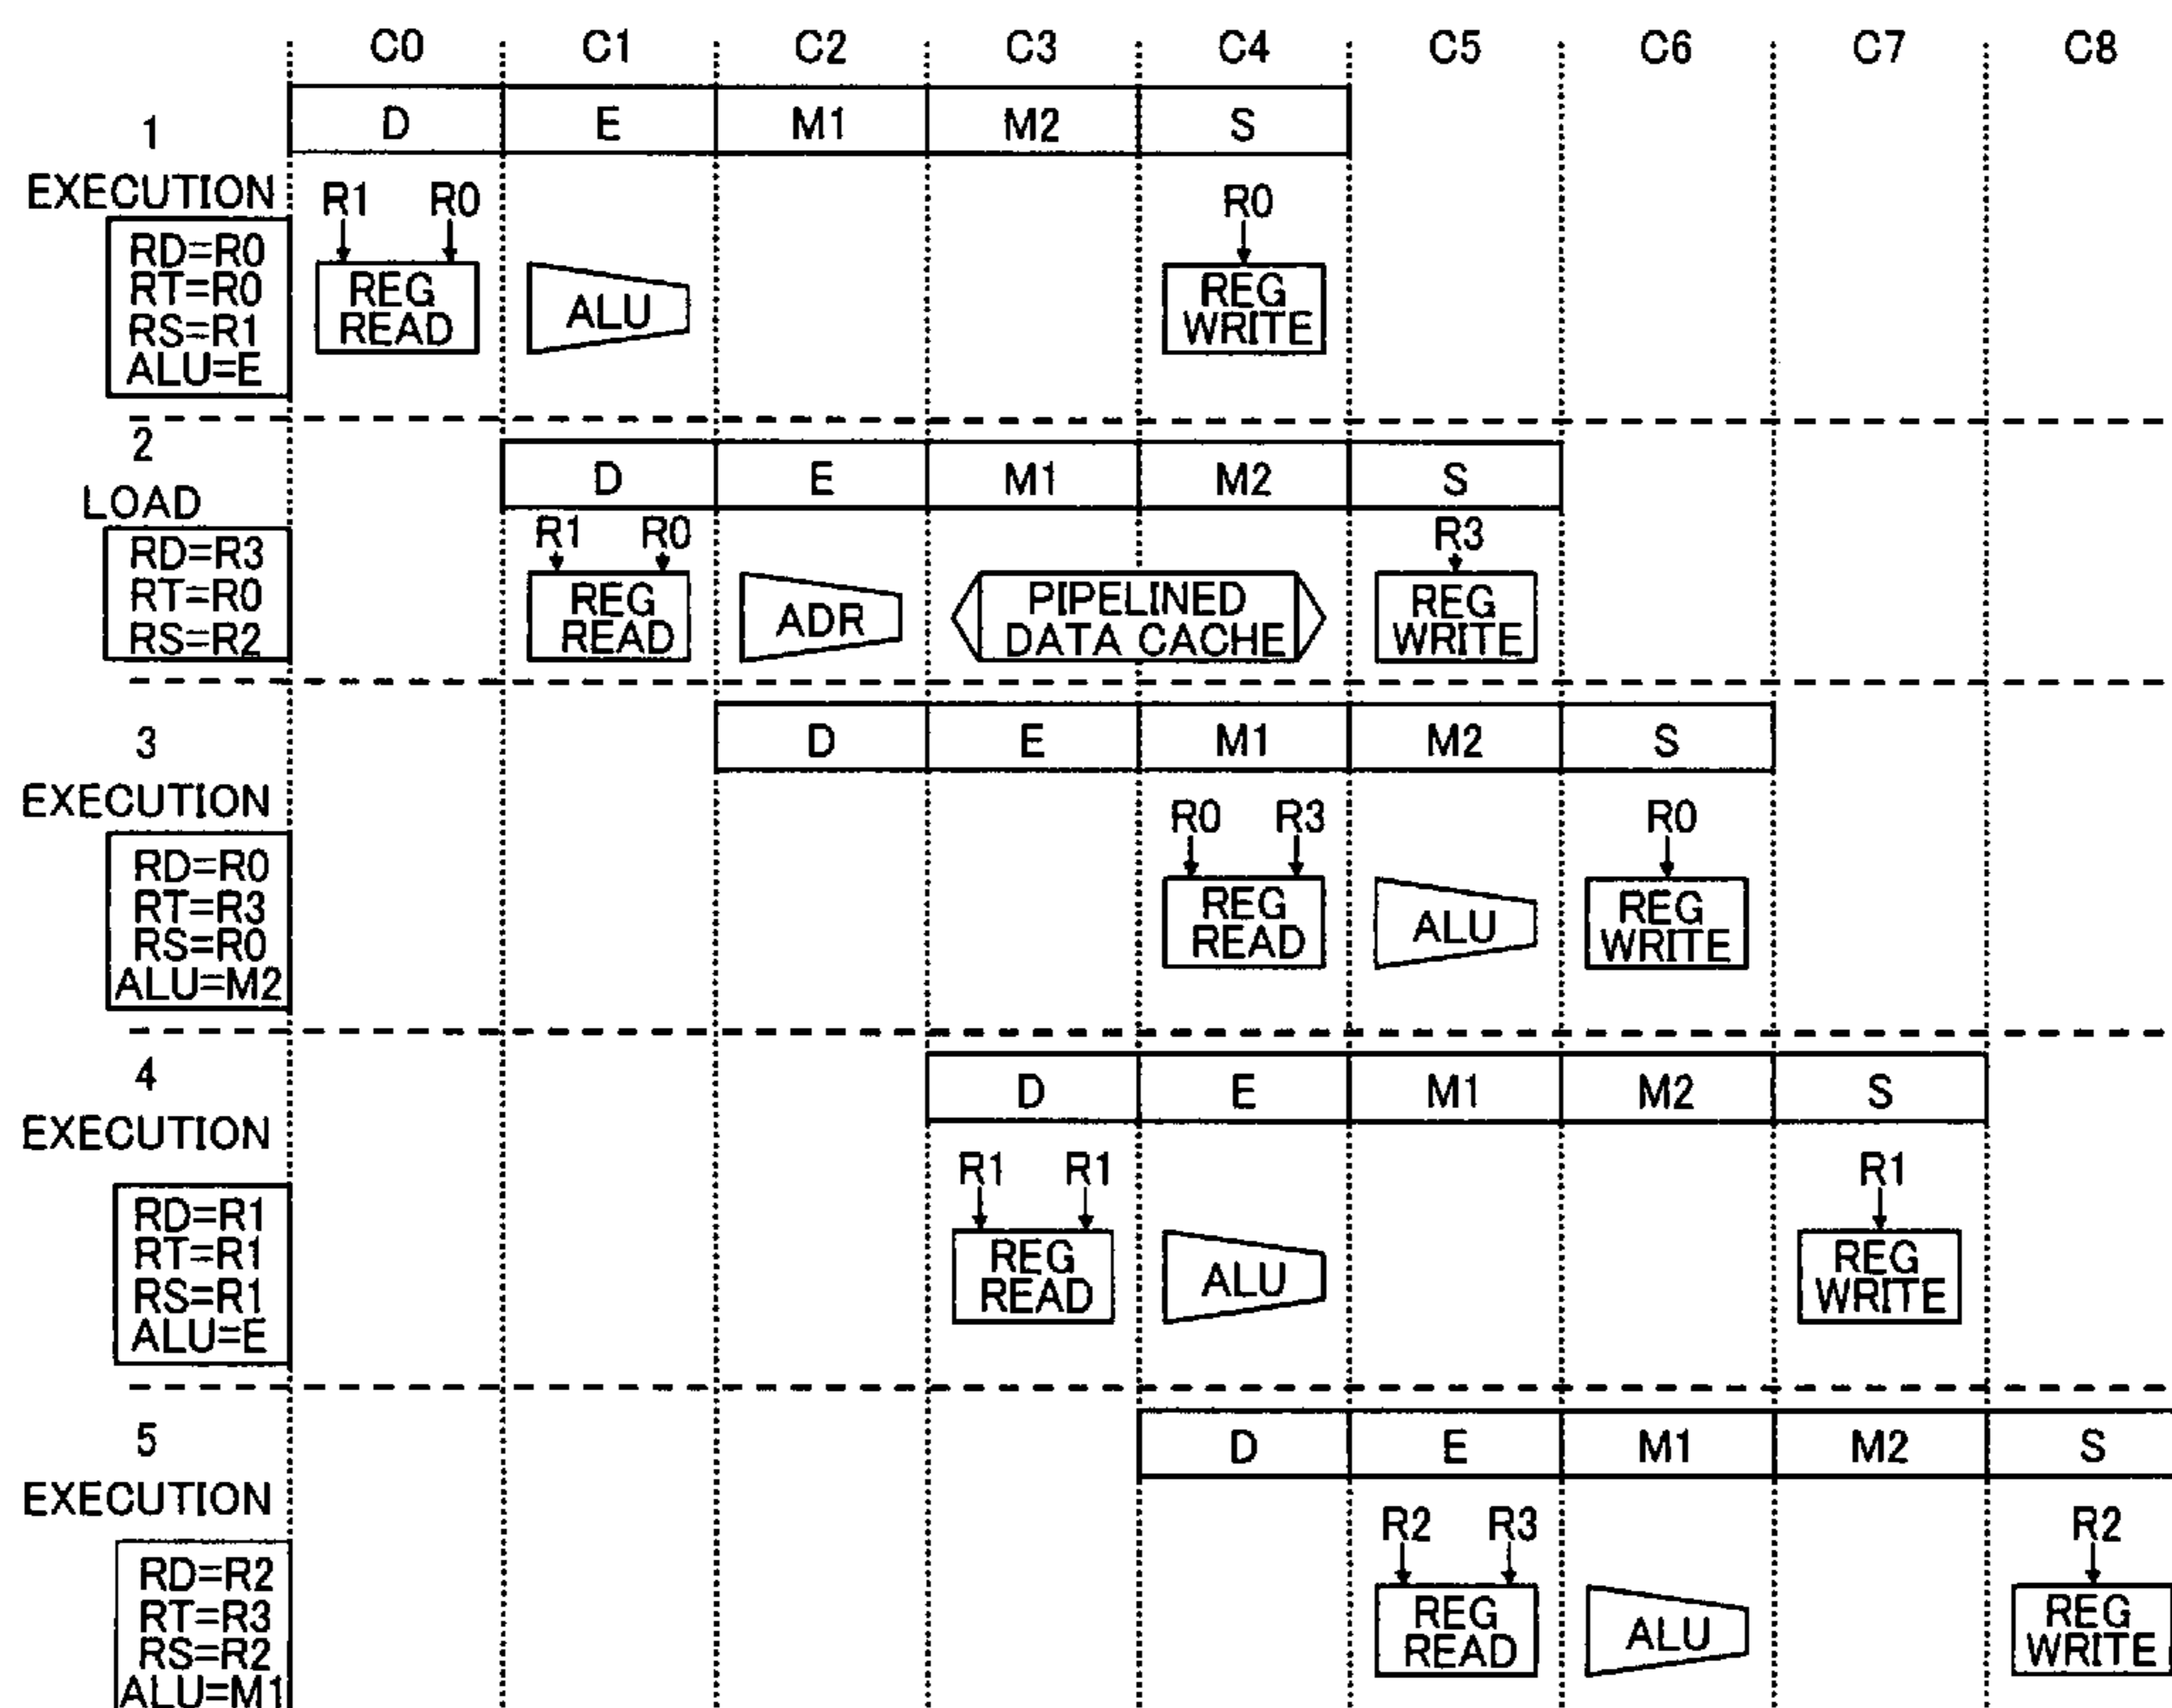 C0 C1 C2 C3 C4 C5 C6 C7 C8
1 D E M1 M2 S
EXECUTION
R1 R0 R0
RD=R0
RT=R0
RS=R1
ALU=E
REG READ
ALU
REG WRITE
2
D E M1 M2 S
LOAD
R1 R0 R3
RD=R3
RT=R0
RS=R2
REG READ
ADR
PIPELINED DATA CACHE
REG WRITE
3 D E M1 M2 S
EXECUTION
R0 R3 R0
RD=R0
RT=R3
RS=R0
ALU=M2
REG READ
ALU
REG WRITE
4 D E M1 M2 S
EXECUTION
R1 R1 R1
RD=R1
RT=R1
RS=R1
ALU=E
REG READ
ALU
REG WRITE
5 D E M1 M2 S
EXECUTION
R2 R3 R2
RD=R2
RT=R3
RS=R2
ALU=M1
REG READ
ALU
REG WRITE